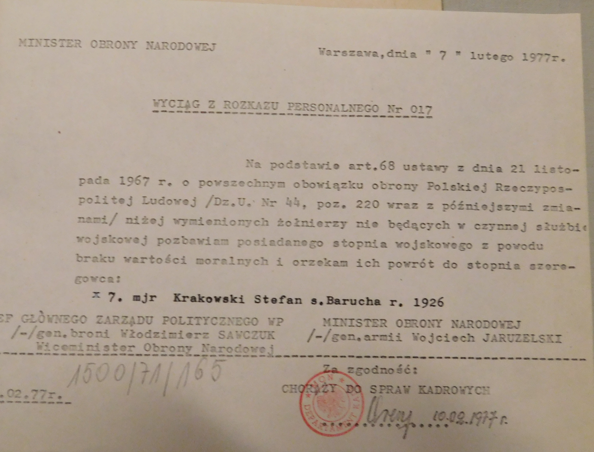 MINISTER OBRONY NARODOWEJ
Warszawa,dnia " 7 " lutego 1977r.
WYCIĄG Z ROZKAZU PERSONALNEGO Nr 017
Na podstawie art.68 ustawy z dnia 21 listo-
pada 1967 r. o powszechnym obowiązku obrony Polskiej Rzeczypos-
politej Ludowej /Dz.U. Nr 44, poz. 220 wraz z późniejszymi zmia-
nami/ niżej wymienionych żołnierzy nie będących w czynnej służbie
wojskowej pozbawiam posiadanego stopnia wojskowego z powodu
braku wartości moralnych i orzekam ich powrót do stopnia szere-
gowca:
x 7. mjr Krakowski Stefan s.Barucha r. 1926
EF GŁÓWNEGO ZARZĄDU POLITYCZNEGO WP
/-/gen.broni Włodzimierz SAWCZUK
Wiceminister Obrony Narodowej
MINISTER OBRONY NARODOWEJ
/-/gen.armii Wojciech JARUZELSKI
1500/71/165
.02.77r.
Za zgodność:
CHORĄŻY DO SPRAW KADROWYCH
10.02.1977r.